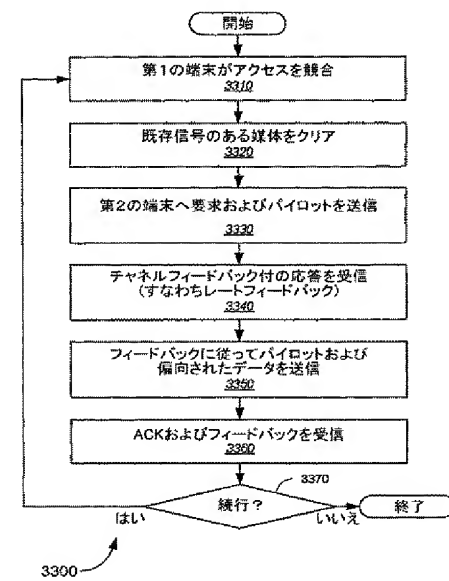 開始
第1の端末がアクセスを競合
3310
既存信号のある媒体をクリア
3320
第2の端末へ要求およびパイロットを送信
3330
チャネルフィードバック付の応答を受信
(すなわちレートフィードバック)
3340
フィードバックに従ってパイロットおよび
偏向されたデータを送信
3350
ACKおよびフィードバックを受信
3360
3370
続行?
はい
いいえ
終了
3300